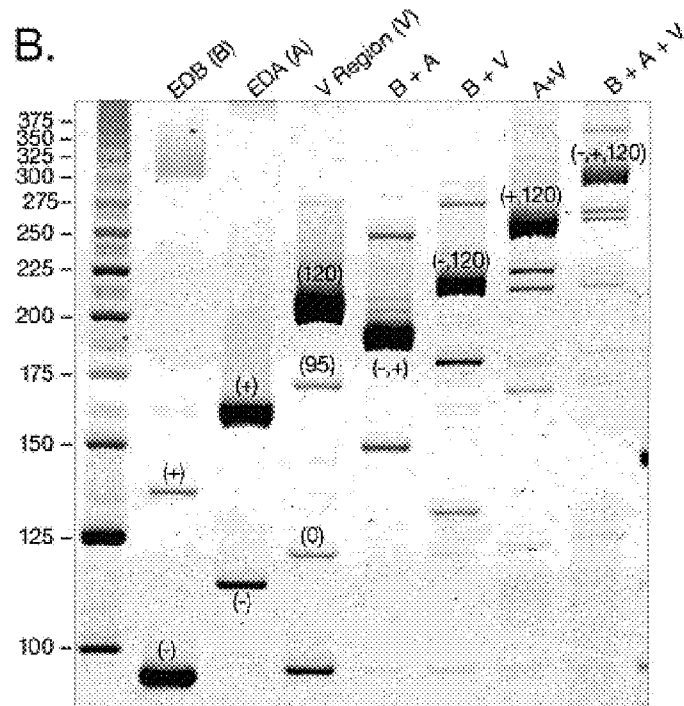 B.
EDB (B)
EDA (A)
V Region (V)
B + A
B + V
A+V
B + A + V
375
350
325
300
275
250
225
200
175
150
125
100
(-,+,120)
(+,120)
(-,120)
(120)
(95)
(-,+)
(+)
(+)
(0)
(-)
(-)